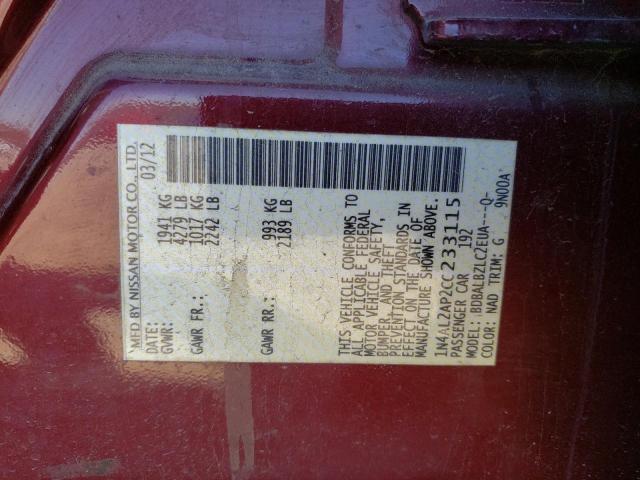 MFD BY NISSAN MOTOR CO., LTD.
DATE: 03/12
GVWR: 1941 KG
4279 LB
GAWR FR.: 1017 KG
2242 LB
GAWR RR.: 993 KG
2189 LB
THIS VEHICLE CONFORMS TO
ALL APPLICABLE FEDERAL
MOTOR VEHICLE SAFETY,
BUMPER, AND THEFT
PREVENTION STANDARDS IN
EFFECT ON THE DATE OF
MANUFACTURE SHOWN ABOVE.
1N4AL2AP2CC233115
PASSENGER CAR 192
MODEL: BDBALBZLCZEUA---Q-
COLOR: NAD TRIM: G 9N00A